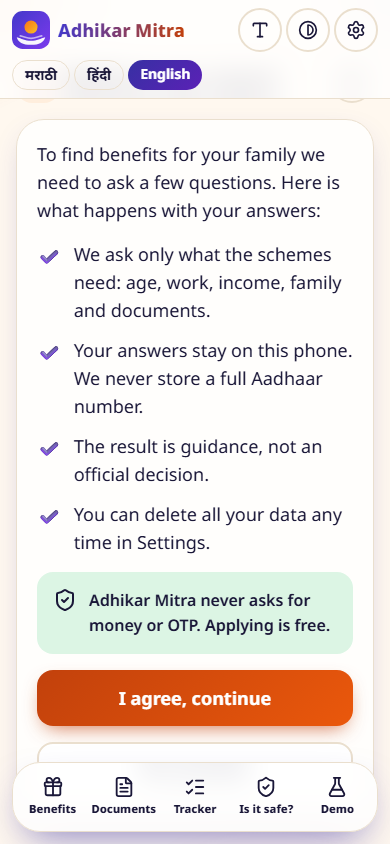 Adhikar Mitra
मराठी हिंदी English
To find benefits for your family we
need to ask a few questions. Here is
what happens with your answers:
We ask only what the schemes
need: age, work, income, family
and documents.
Your answers stay on this phone.
We never store a full Aadhaar
number.
The result is guidance, not an
official decision.
You can delete all your data any
time in Settings.
Adhikar Mitra never asks for
money or OTP. Applying is free.
I agree, continue
Benefits Documents Tracker Is it safe? Demo